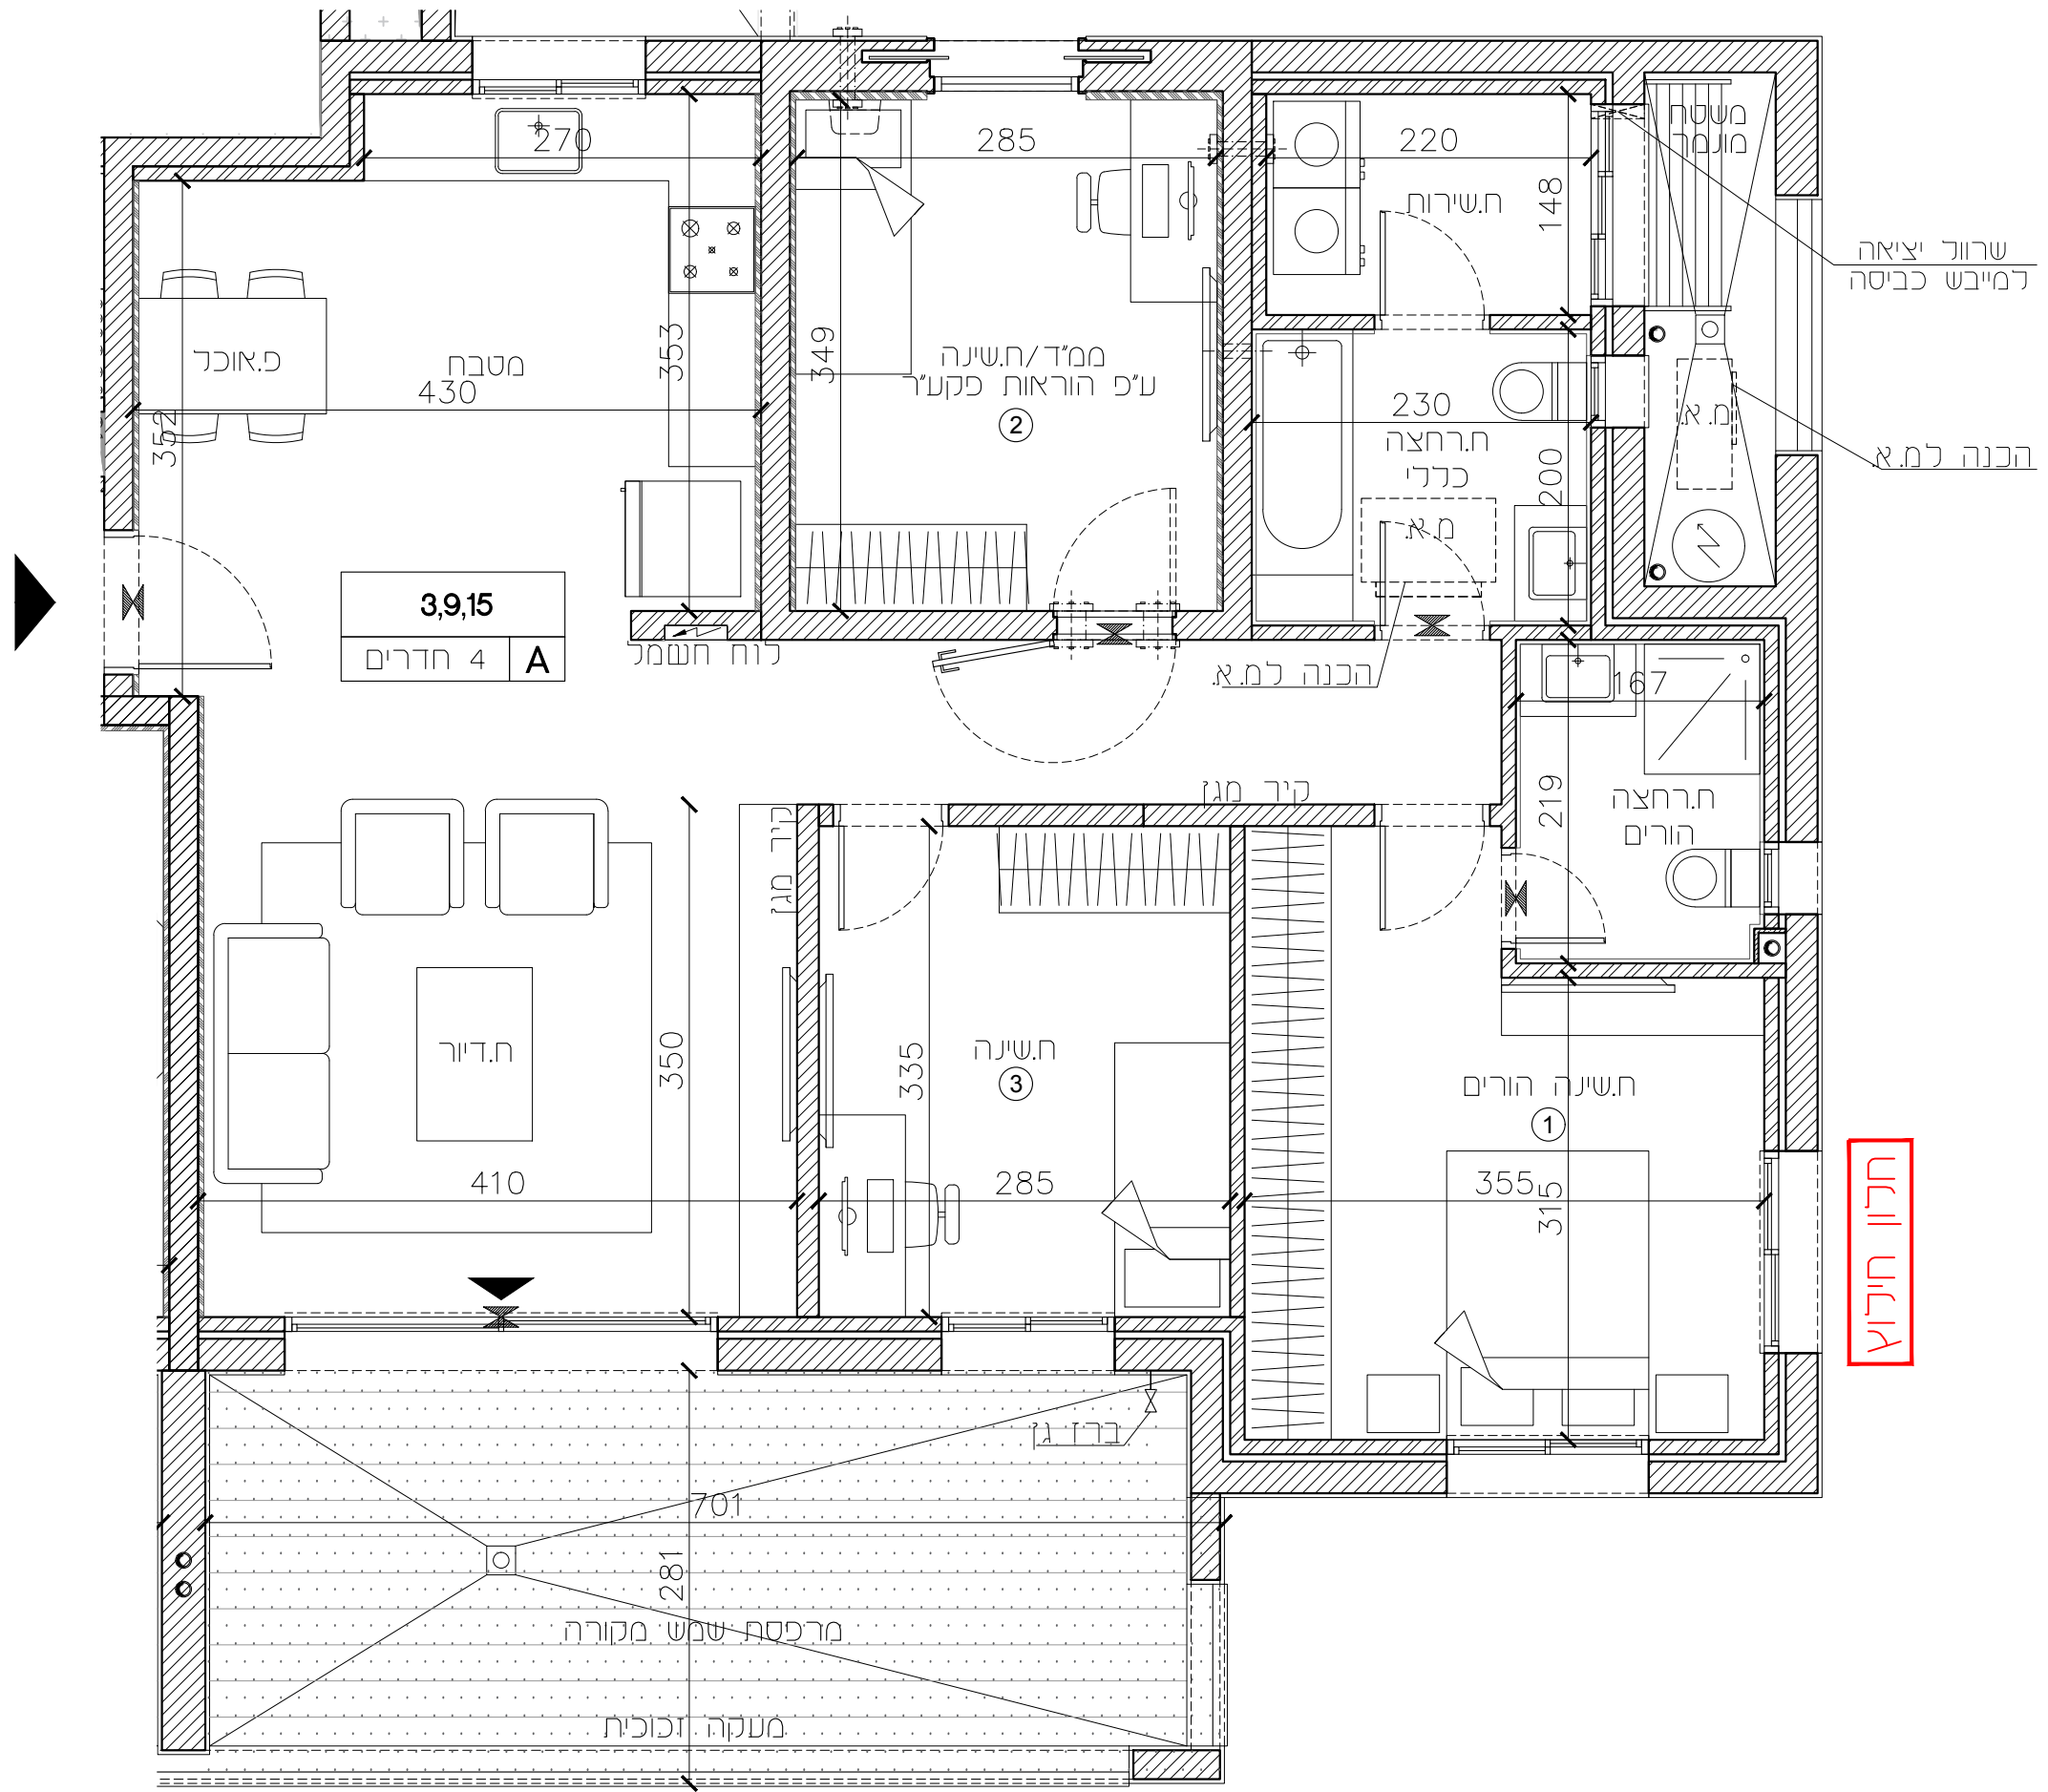 270
285
220
148
משטח
מונמך
ח.שירות
שרוול יציאה
למייבש כביסה
פ.אוכל
מטבח
430
353
349
352
ממ"ד/ח.שינה
ע"פ הוראות פקע"ר
2
230
ח.רחצה
כללי
200
מ.א.
מ.א.
הכנה למ.א.
3,9,15
4 חדרים
A
לוח חשמל
הכנה למ.א.
167
219
ח.רחצה
הורים
קיר מגן
קיר מגן
ח.דיור
350
410
335
ח.שינה
3
285
ח.שינה הורים
1
355
315
חלון חילוץ
ברז גן
701
281
מרפסת שמש מקורה
מעקה זכוכית